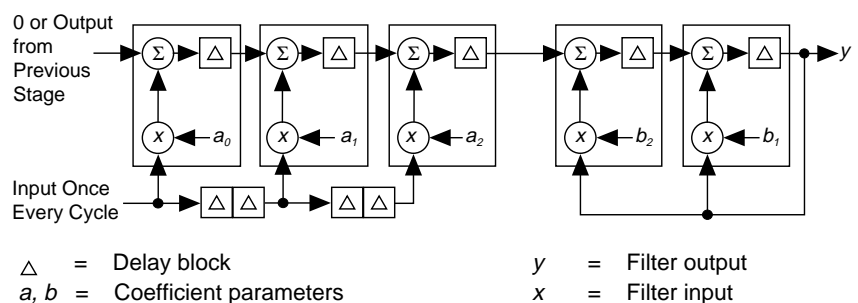 0 or Output
from
Previous
Stage
Σ Δ Σ Δ Σ Δ Σ Δ Σ Δ y
x a0 x a1 x a2 x b2 x b1
Input Once
Every Cycle
Δ Δ Δ Δ
Δ = Delay block y = Filter output
a, b = Coefficient parameters x = Filter input